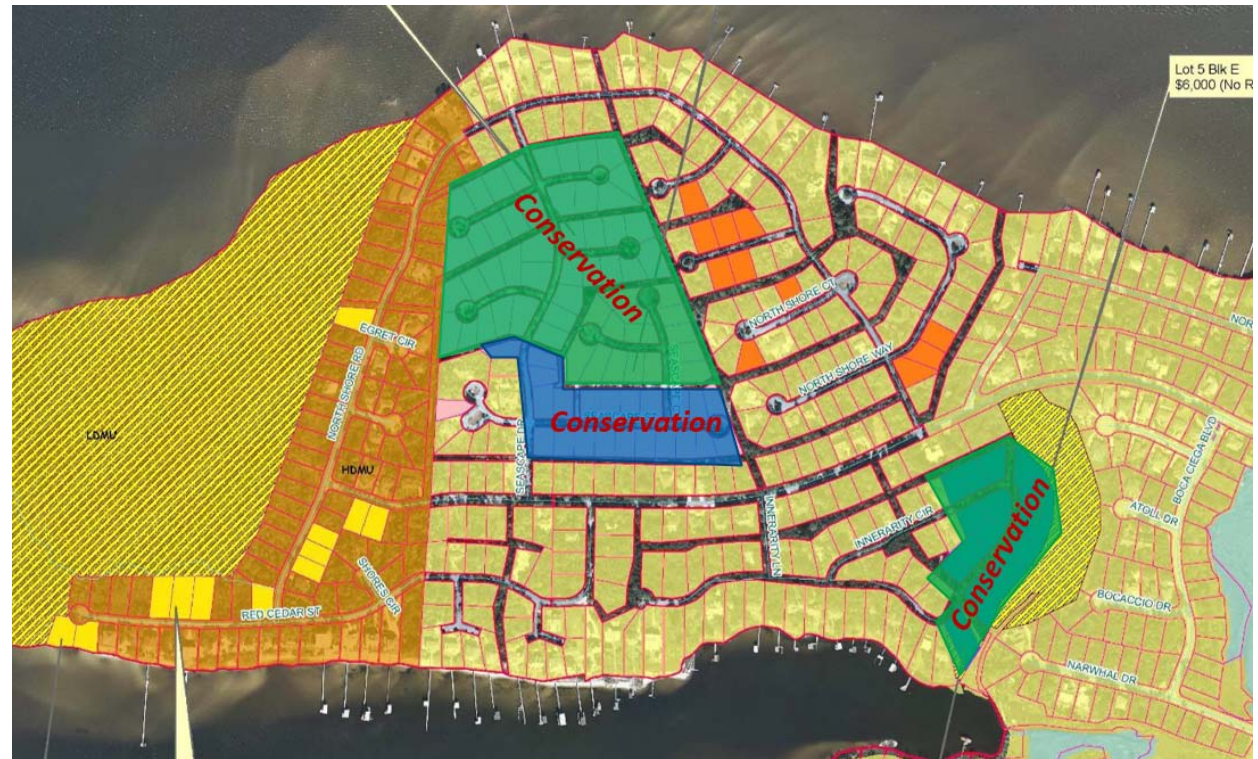 Lot 5 Blk E
$6,000 (No R
Conservation
NORTH SHORE CT
EGRET CIR
NORTH SHORE RD
NORTH SHORE WAY
LDMU
Conservation
SEASCAPE DR
HDMU
BOCA CIEGA BLVD
Conservation
ATOLL DR
INNERARITY CIR
INNERARITY LN
SHORES CIR
BOCACCIO DR
RED CEDAR ST
NARWHAL DR